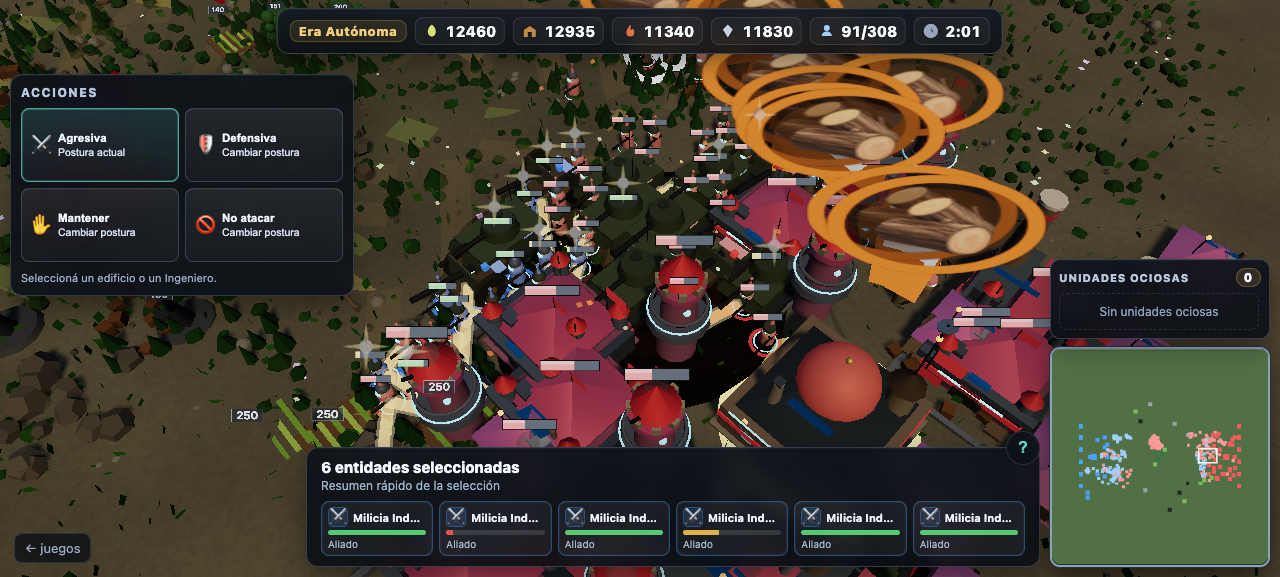 140
151
200
Era Autónoma
12460
12935
11340
11830
91/308
2:01
ACCIONES
Agresiva
Postura actual
Defensiva
Cambiar postura
Mantener
Cambiar postura
No atacar
Cambiar postura
Seleccioná un edificio o un Ingeniero.
UNIDADES OCIOSAS
0
Sin unidades ociosas
250
250
250
?
6 entidades seleccionadas
Resumen rápido de la selección
Milicia Ind...
Aliado
Milicia Ind...
Aliado
Milicia Ind...
Aliado
Milicia Ind...
Aliado
Milicia Ind...
Aliado
Milicia Ind...
Aliado
← juegos